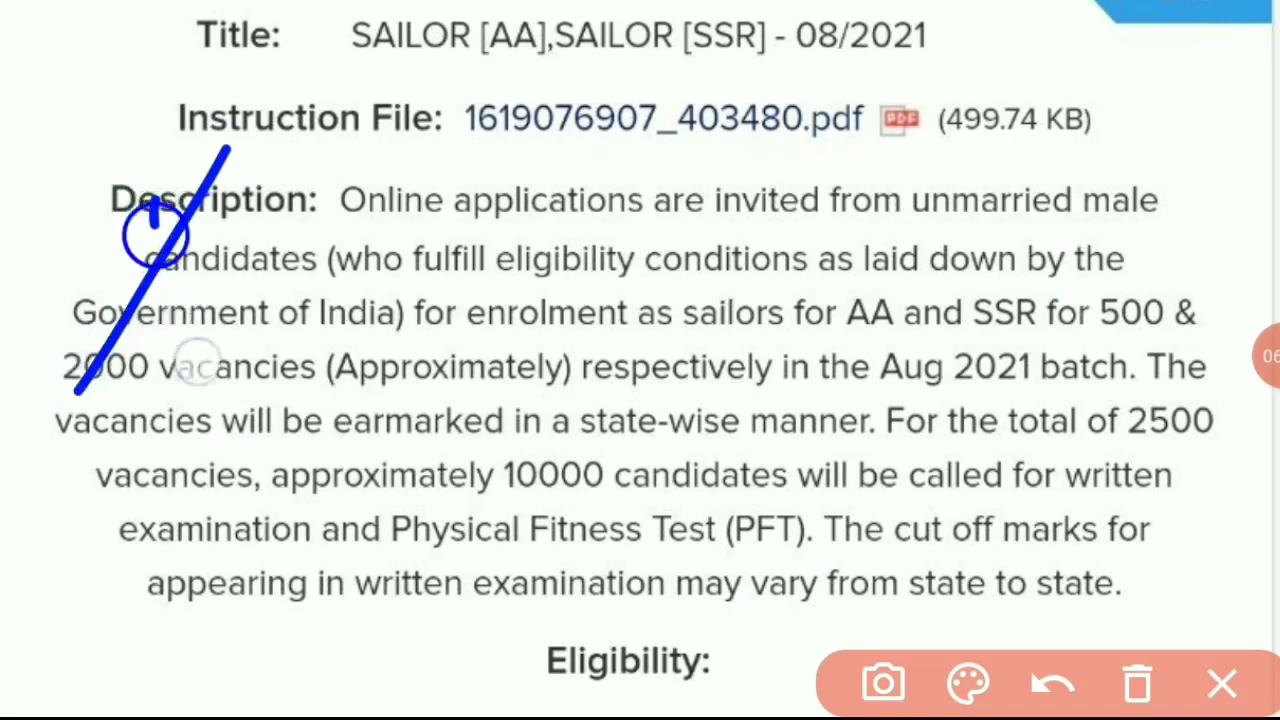 Title: SAILOR [AA],SAILOR [SSR] - 08/2021
Instruction File: 1619076907_403480.pdf PDF (499.74 KB)
Description: Online applications are invited from unmarried male
candidates (who fulfill eligibility conditions as laid down by the
Government of India) for enrolment as sailors for AA and SSR for 500 &
2000 vacancies (Approximately) respectively in the Aug 2021 batch. The
vacancies will be earmarked in a state-wise manner. For the total of 2500
vacancies, approximately 10000 candidates will be called for written
examination and Physical Fitness Test (PFT). The cut off marks for
appearing in written examination may vary from state to state.
Eligibility: